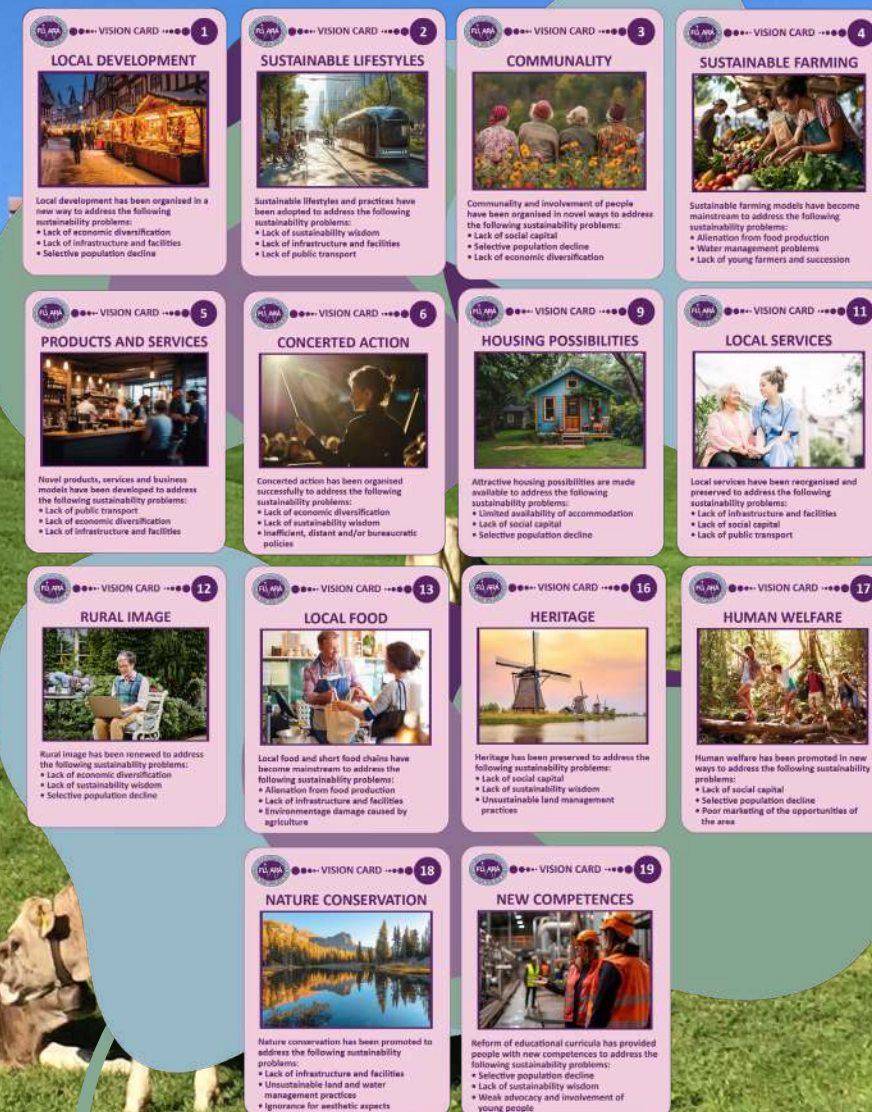 FLIARA VISION CARD 1
LOCAL DEVELOPMENT
Local development has been organised in a
new way to address the following
sustainability problems:
• Lack of economic diversification
• Lack of infrastructure and facilities
• Selective population decline
FLIARA VISION CARD 2
SUSTAINABLE LIFESTYLES
Sustainable lifestyles and practices have
been adopted to address the following
sustainability problems:
• Lack of sustainability wisdom
• Lack of infrastructure and facilities
• Lack of public transport
FLIARA VISION CARD 3
COMMUNALITY
Communality and involvement of people
have been organised in novel ways to address
the following sustainability problems:
• Lack of social capital
• Selective population decline
• Lack of economic diversification
FLIARA VISION CARD 4
SUSTAINABLE FARMING
Sustainable farming models have become
mainstream to address the following
sustainability problems:
• Alienation from food production
• Water management problems
• Lack of young farmers and succession
FLIARA VISION CARD 5
PRODUCTS AND SERVICES
Novel products, services and business
models have been developed to address
the following sustainability problems:
• Lack of public transport
• Lack of economic diversification
• Lack of infrastructure and facilities
FLIARA VISION CARD 6
CONCERTED ACTION
Concerted action has been organised
successfully to address the following
sustainability problems:
• Lack of economic diversification
• Lack of sustainability wisdom
• Inefficient, distant and/or bureaucratic
policies
FLIARA VISION CARD 9
HOUSING POSSIBILITIES
Attractive housing possibilities are made
available to address the following
sustainability problems:
• Limited availability of accommodation
• Lack of social capital
• Selective population decline
FLIARA VISION CARD 11
LOCAL SERVICES
Local services have been reorganised and
preserved to address the following
sustainability problems:
• Lack of infrastructure and facilities
• Lack of social capital
• Lack of public transport
FLIARA VISION CARD 12
RURAL IMAGE
Rural image has been renewed to address
the following sustainability problems:
• Lack of economic diversification
• Lack of sustainability wisdom
• Selective population decline
FLIARA VISION CARD 13
LOCAL FOOD
Local food and short food chains have
become mainstream to address the
following sustainability problems:
• Alienation from food production
• Lack of infrastructure and facilities
• Environmentage damage caused by
agriculture
FLIARA VISION CARD 16
HERITAGE
Heritage has been preserved to address the
following sustainability problems:
• Lack of social capital
• Lack of sustainability wisdom
• Unsustainable land management
practices
FLIARA VISION CARD 17
HUMAN WELFARE
Human welfare has been promoted in new
ways to address the following sustainability
problems:
• Lack of social capital
• Selective population decline
• Poor marketing of the opportunities of
the area
FLIARA VISION CARD 18
NATURE CONSERVATION
Nature conservation has been promoted to
address the following sustainability
problems:
• Lack of infrastructure and facilities
• Unsustainable land and water
management practices
• Ignorance for aesthetic aspects
FLIARA VISION CARD 19
NEW COMPETENCES
Reform of educational curricula has provided
people with new competences to address the
following sustainability problems:
• Selective population decline
• Lack of sustainability wisdom
• Weak advocacy and involvement of
young people